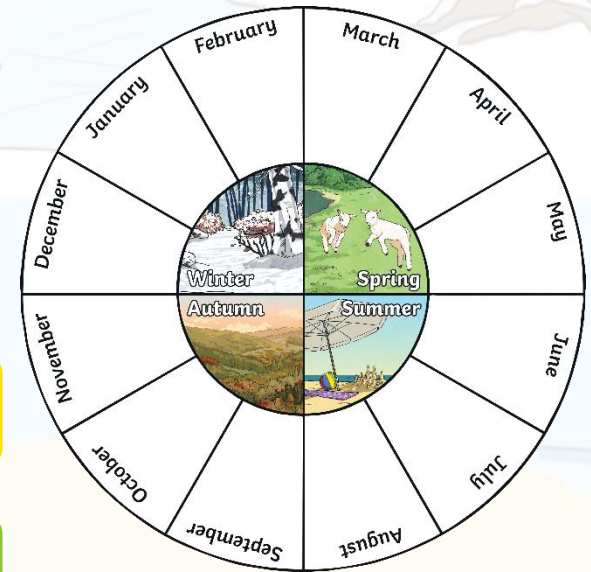 January
February
March
April
May
June
July
August
September
October
November
December
Winter
Spring
Autumn
Summer